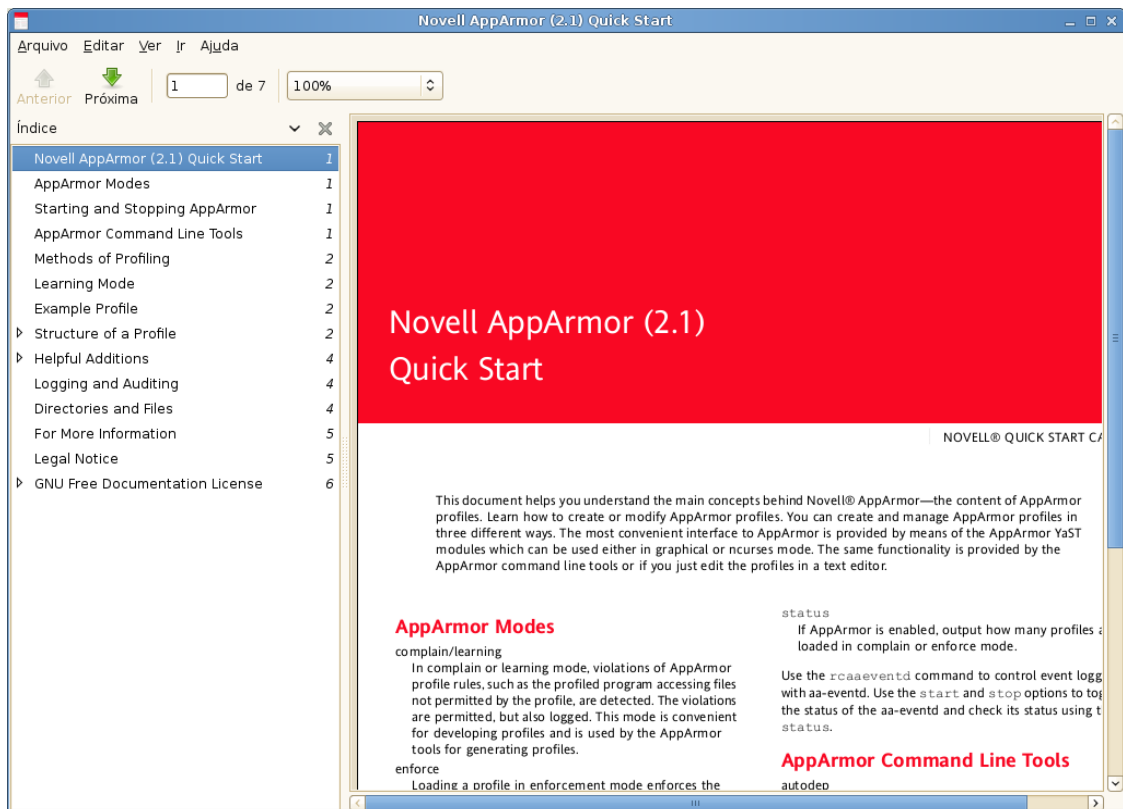 Novell AppArmor (2.1) Quick Start
Arquivo Editar Ver Ir Ajuda
Anterior Próxima 1 de 7 100%
Índice
Novell AppArmor (2.1) Quick Start 1
AppArmor Modes 1
Starting and Stopping AppArmor 1
AppArmor Command Line Tools 1
Methods of Profiling 2
Learning Mode 2
Example Profile 2
Structure of a Profile 2
Helpful Additions 4
Logging and Auditing 4
Directories and Files 4
For More Information 5
Legal Notice 5
GNU Free Documentation License 6
Novell AppArmor (2.1)
Quick Start
NOVELL® QUICK START CA
This document helps you understand the main concepts behind Novell® AppArmor—the content of AppArmor
profiles. Learn how to create or modify AppArmor profiles. You can create and manage AppArmor profiles in
three different ways. The most convenient interface to AppArmor is provided by means of the AppArmor YaST
modules which can be used either in graphical or ncurses mode. The same functionality is provided by the
AppArmor command line tools or if you just edit the profiles in a text editor.
AppArmor Modes
complain/learning
In complain or learning mode, violations of AppArmor
profile rules, such as the profiled program accessing files
not permitted by the profile, are detected. The violations
are permitted, but also logged. This mode is convenient
for developing profiles and is used by the AppArmor
tools for generating profiles.
enforce
Loading a profile in enforcement mode enforces the
status
If AppArmor is enabled, output how many profiles a
loaded in complain or enforce mode.
Use the rcaaeventd command to control event logg
with aa-eventd. Use the start and stop options to tog
the status of the aa-eventd and check its status using t
status.
AppArmor Command Line Tools
autodep